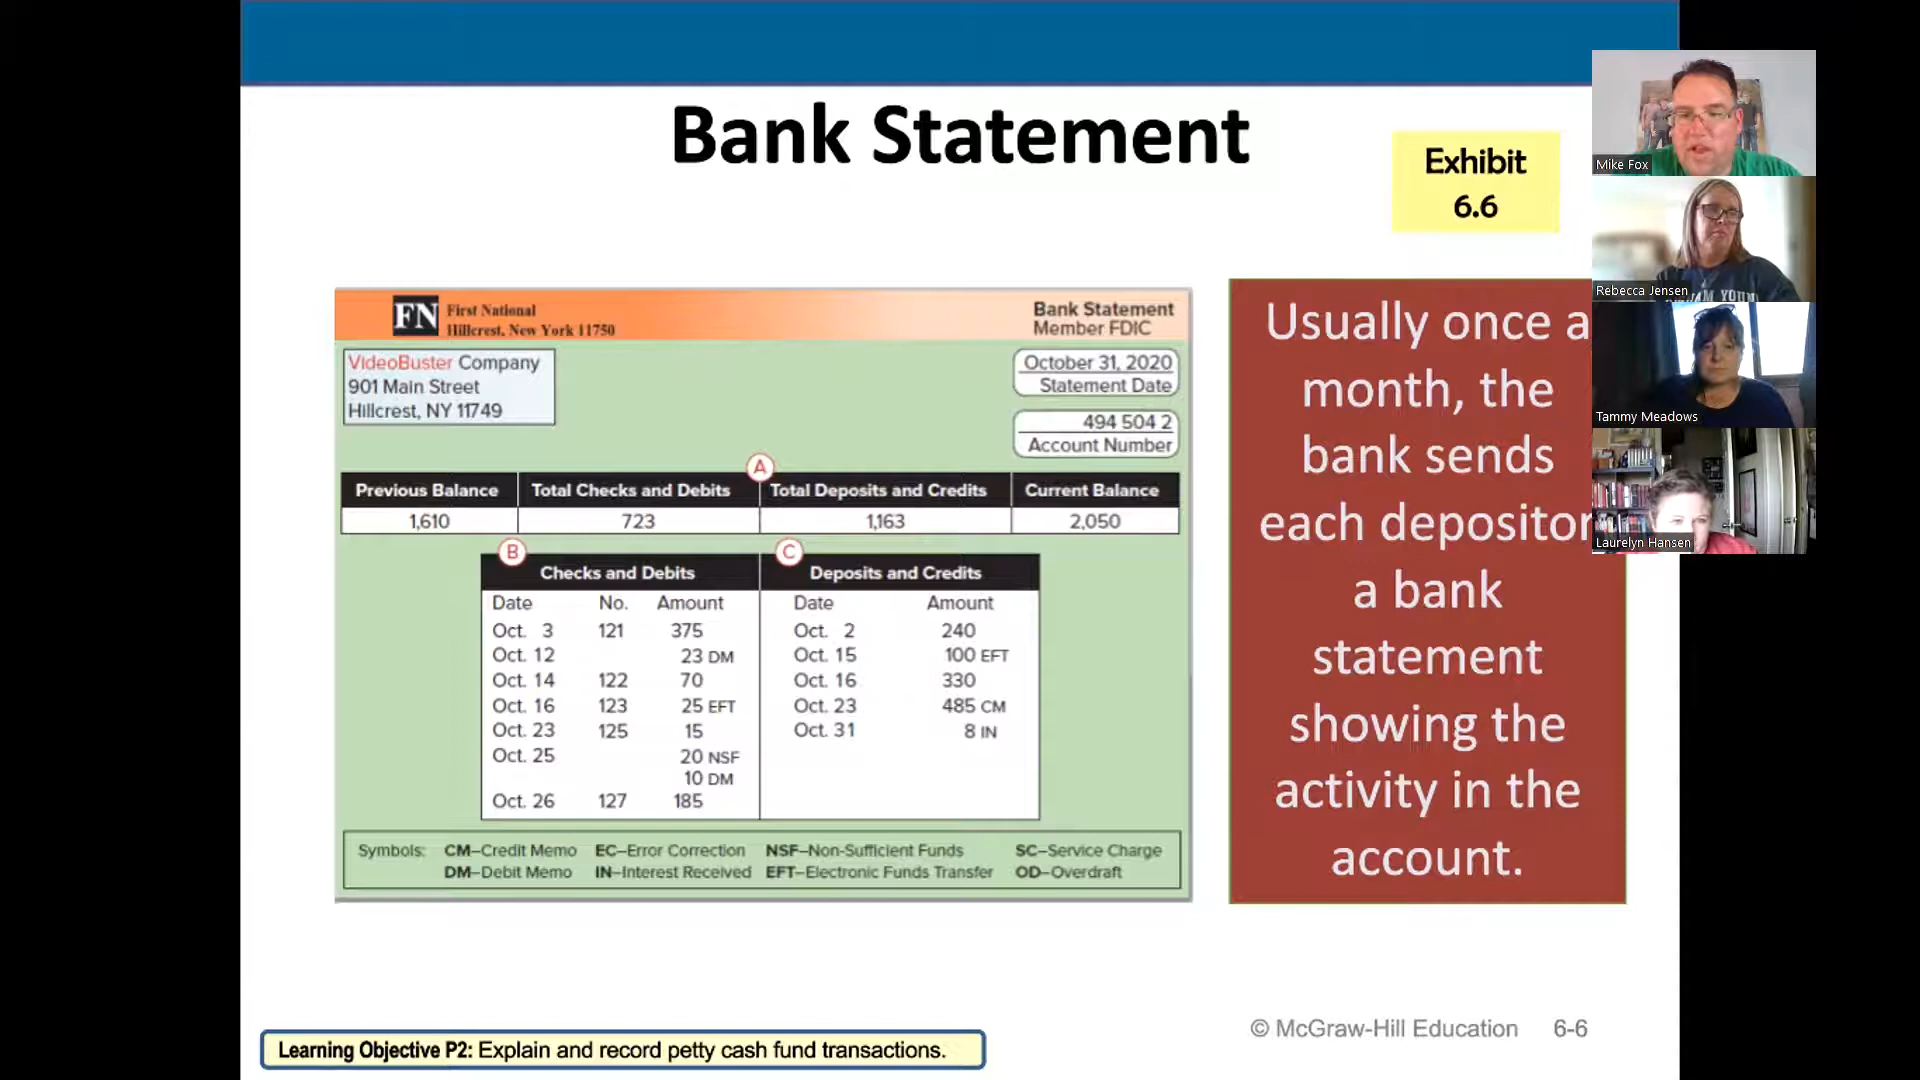 Bank Statement
Exhibit
6.6
FN
First National
Hillcrest, New York 11750
Bank Statement
Member FDIC
VideoBuster Company
901 Main Street
Hillcrest, NY 11749
October 31, 2020
Statement Date
494 504 2
Account Number
A
Previous Balance Total Checks and Debits Total Deposits and Credits Current Balance
1,610 723 1,163 2,050
B C
Checks and Debits Deposits and Credits
Date No. Amount Date Amount
Oct. 3 121 375 Oct. 2 240
Oct. 12 23 DM Oct. 15 100 EFT
Oct. 14 122 70 Oct. 16 330
Oct. 16 123 25 EFT Oct. 23 485 CM
Oct. 23 125 15 Oct. 31 8 IN
Oct. 25 20 NSF
10 DM
Oct. 26 127 185
Symbols: CM–Credit Memo EC–Error Correction NSF–Non-Sufficient Funds SC–Service Charge
DM–Debit Memo IN–Interest Received EFT–Electronic Funds Transfer OD–Overdraft
Usually once a
month, the
bank sends
each depositor
a bank
statement
showing the
activity in the
account.
Mike Fox
Rebecca Jensen
Tammy Meadows
Laurelyn Hansen
Learning Objective P2: Explain and record petty cash fund transactions.
© McGraw-Hill Education 6-6